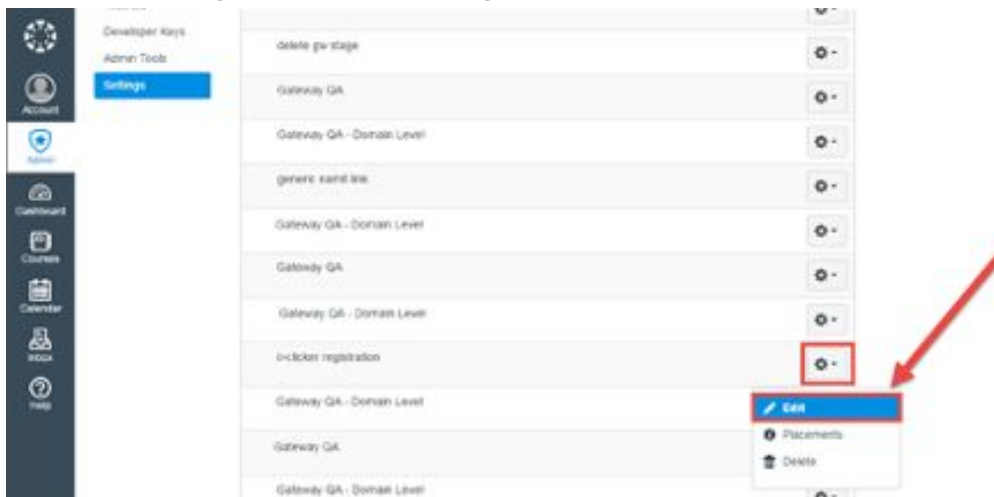 Developer Keys
Admin Tools
Settings
Account
Admin
Dashboard
Courses
Calendar
Inbox
Help
delete gw stage
Gateway QA
Gateway QA - Domain Level
generic
link
Gateway QA - Domain Level
Gateway QA
Gateway QA - Domain Level
i>clicker registration
Gateway QA - Domain Level
Gateway QA
Gateway QA - Domain Level
Edit
Placements
Delete